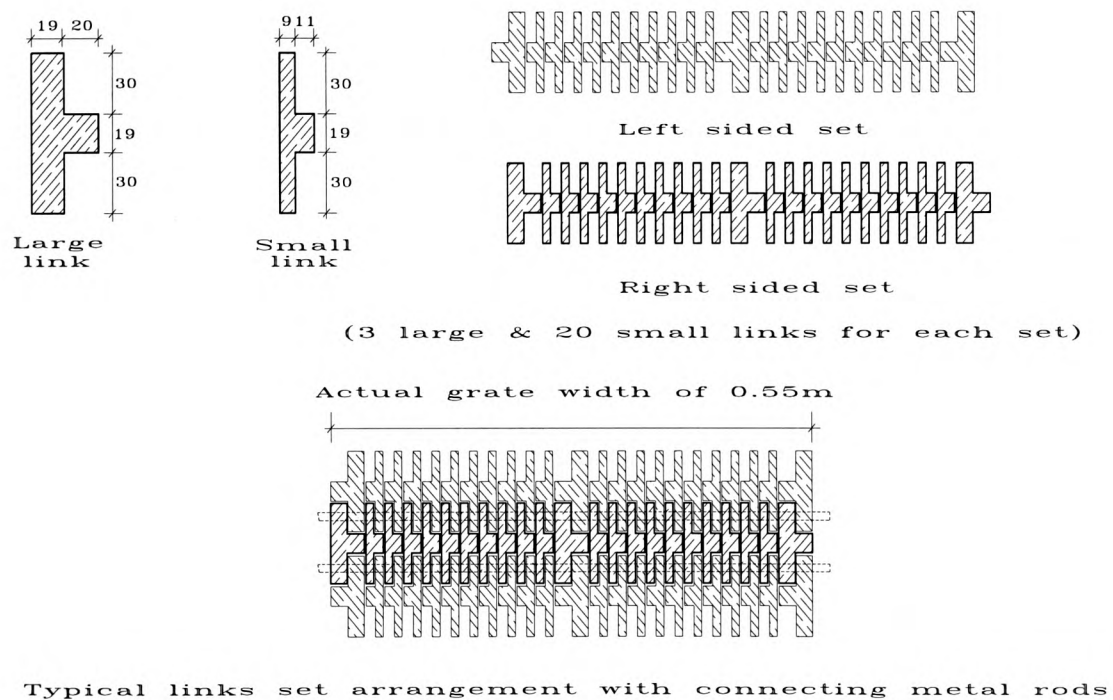 19 20
30
19
30
Large
link
911
30
19
30
Small
link
Left sided set
Right sided set
(3 large & 20 small links for each set)
Actual grate width of 0.55m
Typical links set arrangement with connecting metal rods